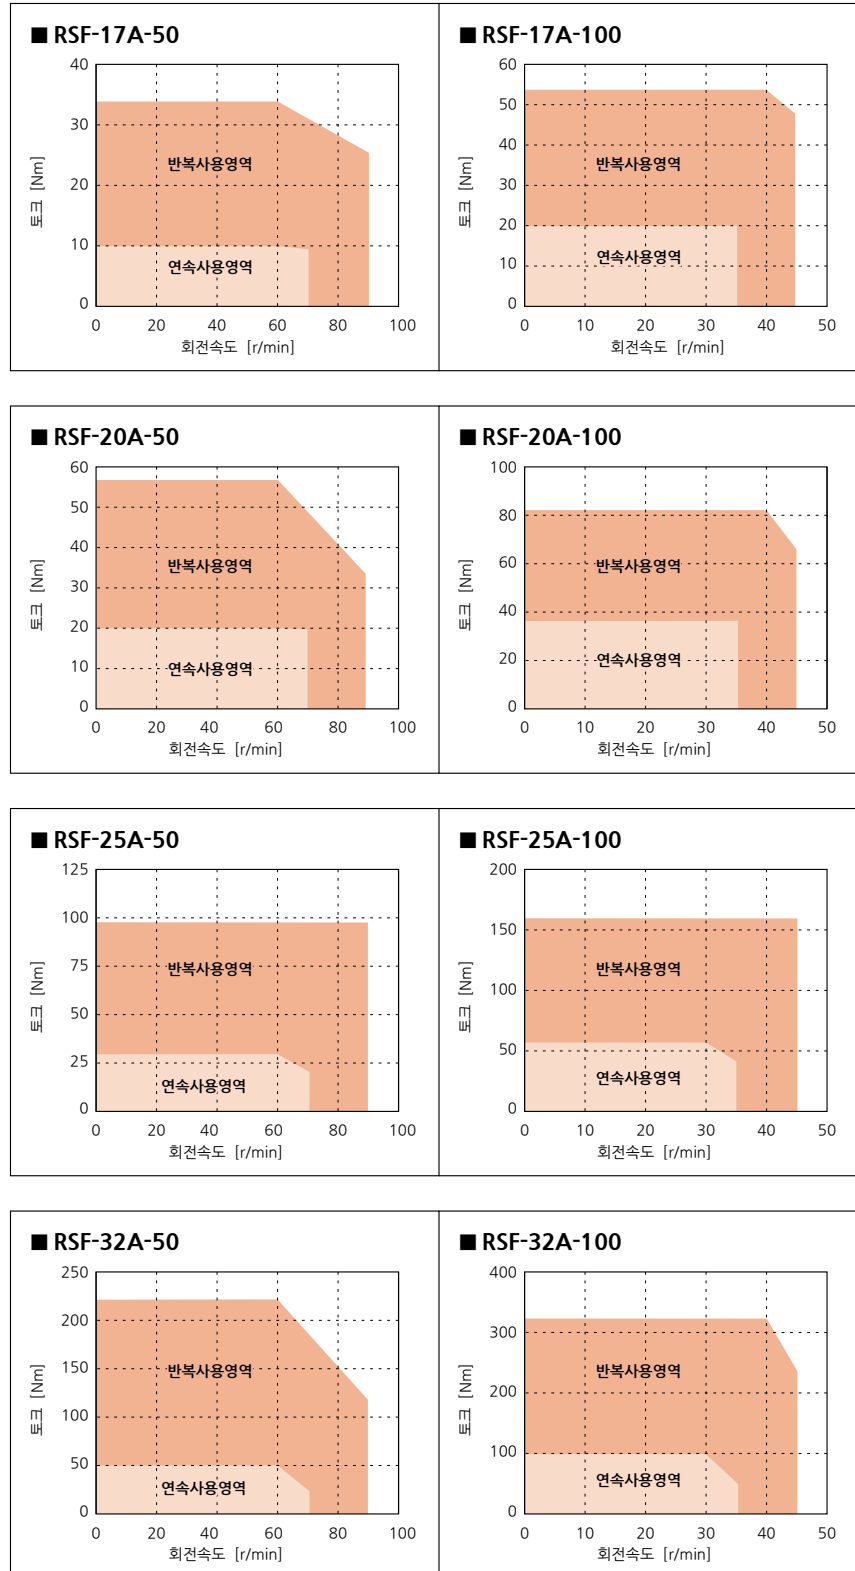 ■ RSF-17A-50
40
30
20
10
0
토크 [Nm]
반복사용영역
연속사용영역
0 20 40 60 80 100
회전속도 [r/min]
■ RSF-17A-100
60
50
40
30
20
10
0
토크 [Nm]
반복사용영역
연속사용영역
0 10 20 30 40 50
회전속도 [r/min]
■ RSF-20A-50
60
50
40
30
20
10
0
토크 [Nm]
반복사용영역
연속사용영역
0 20 40 60 80 100
회전속도 [r/min]
■ RSF-20A-100
100
80
60
40
20
0
토크 [Nm]
반복사용영역
연속사용영역
0 10 20 30 40 50
회전속도 [r/min]
■ RSF-25A-50
125
100
75
50
25
0
토크 [Nm]
반복사용영역
연속사용영역
0 20 40 60 80 100
회전속도 [r/min]
■ RSF-25A-100
200
150
100
50
0
토크 [Nm]
반복사용영역
연속사용영역
0 10 20 30 40 50
회전속도 [r/min]
■ RSF-32A-50
250
200
150
100
50
0
토크 [Nm]
반복사용영역
연속사용영역
0 20 40 60 80 100
회전속도 [r/min]
■ RSF-32A-100
400
300
200
100
0
토크 [Nm]
반복사용영역
연속사용영역
0 10 20 30 40 50
회전속도 [r/min]